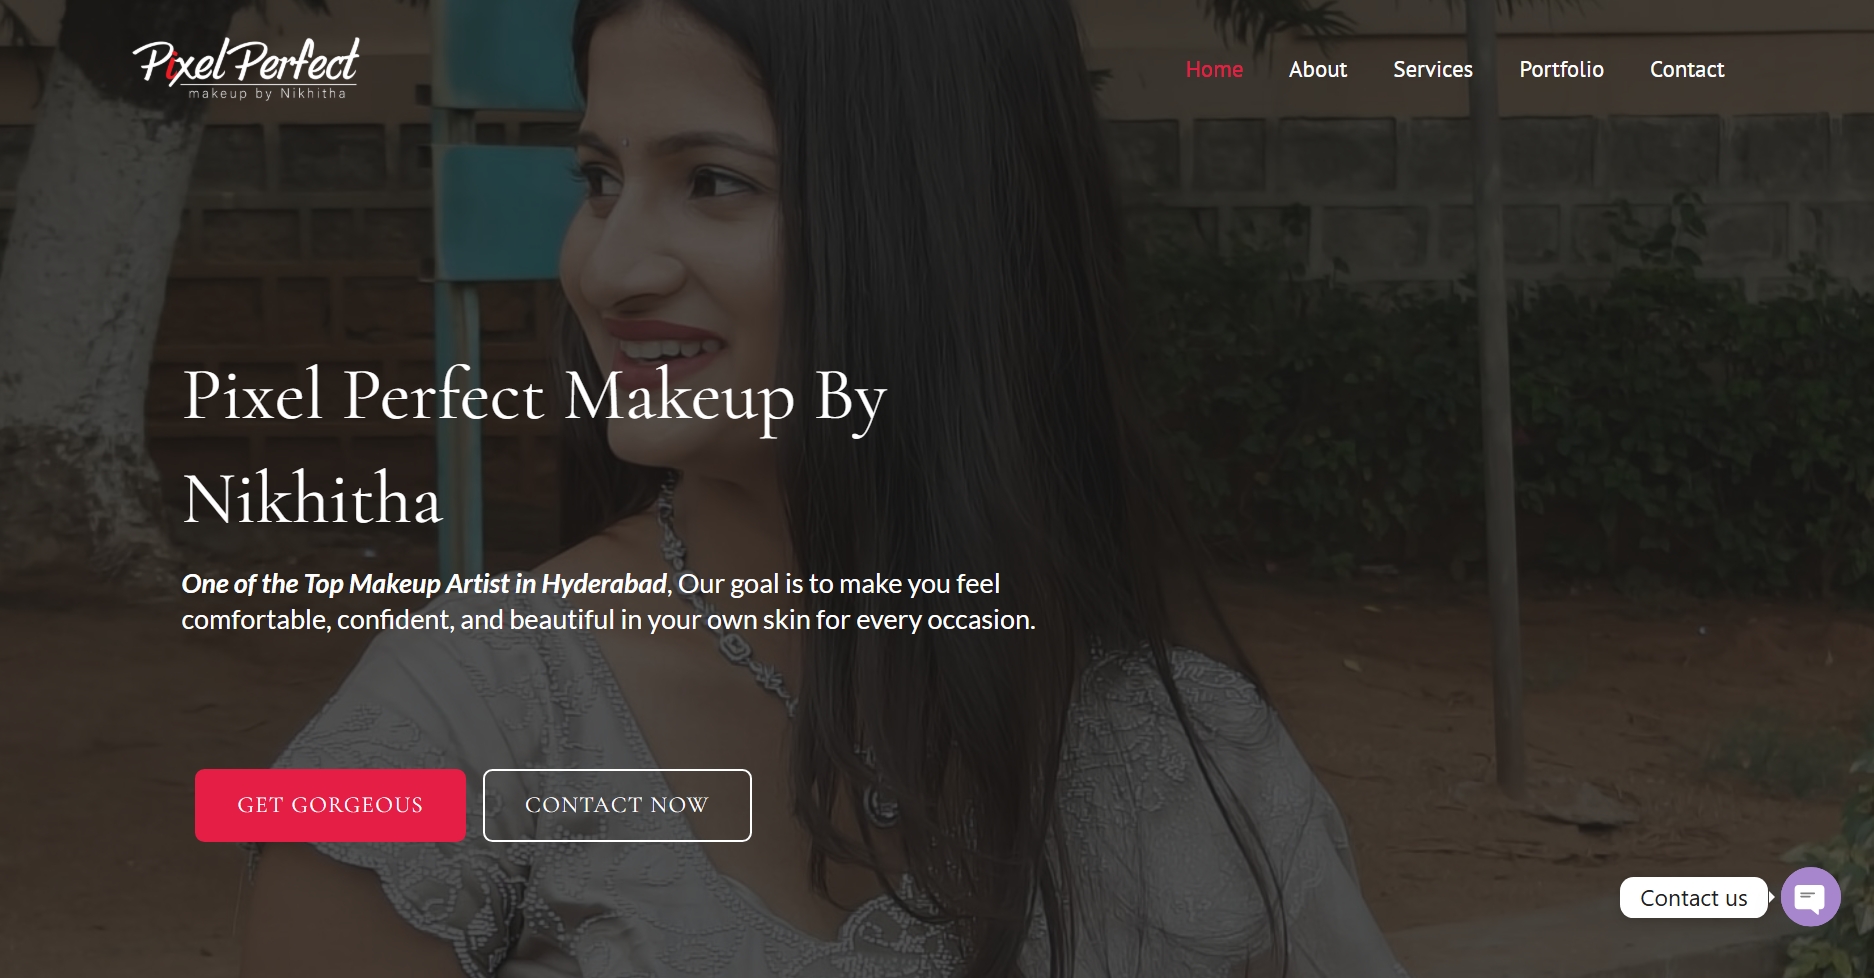 Pixel Perfect
makeup by Nikhitha
Home About Services Portfolio Contact
Pixel Perfect Makeup By
Nikhitha
One of the Top Makeup Artist in Hyderabad, Our goal is to make you feel
comfortable, confident, and beautiful in your own skin for every occasion.
GET GORGEOUS CONTACT NOW
Contact us